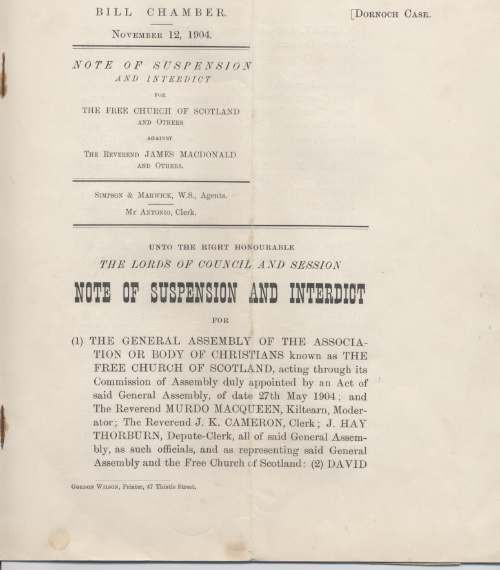 BILL CHAMBER.
[DORNOCH CASE.
NOVEMBER 12, 1904.
NOTE OF SUSPENSION
AND INTERDICT
FOR
THE FREE CHURCH OF SCOTLAND
AND OTHERS
AGAINST
THE REVEREND JAMES MACDONALD
AND OTHERS.
SIMPSON & MARWICK, W.S., Agents.
MR ANTONIO, Clerk.
UNTO THE RIGHT HONOURABLE
THE LORDS OF COUNCIL AND SESSION
NOTE OF SUSPENSION AND INTERDICT
FOR
(1) THE GENERAL ASSEMBLY OF THE ASSOCIA-
TION OR BODY OF CHRISTIANS known as THE
FREE CHURCH OF SCOTLAND, acting through its
Commission of Assembly duly appointed by an Act of
said General Assembly, of date 27th May 1904; and
The Reverend MURDO MACQUEEN, Kiltearn, Moder-
ator; The Reverend J. K. CAMERON, Clerk; J. HAY
THORBURN, Depute-Clerk, all of said General Assem-
bly, as such officials, and as representing said General
Assembly and the Free Church of Scotland: (2) DAVID
GORDON WILSON, Printer, 47 Thistle Street.